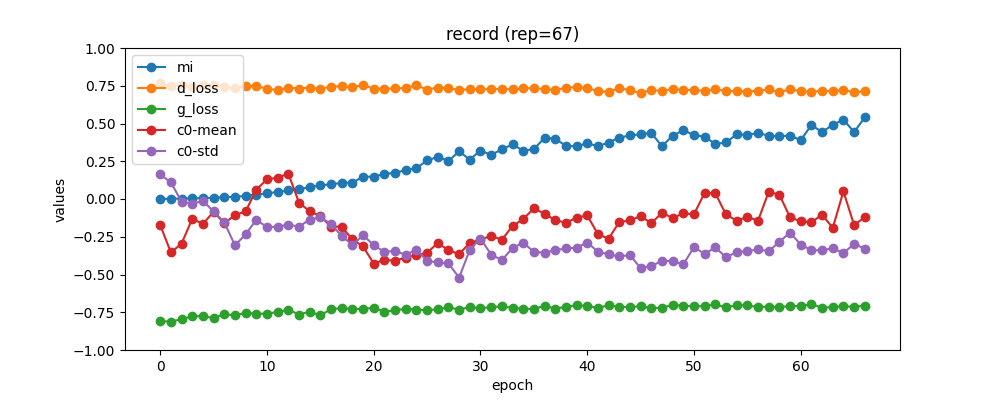 record (rep=67)
1.00
0.75
0.50
0.25
0.00
−0.25
−0.50
−0.75
−1.00
values
mi
d_loss
g_loss
c0-mean
c0-std
0 10 20 30 40 50 60
epoch